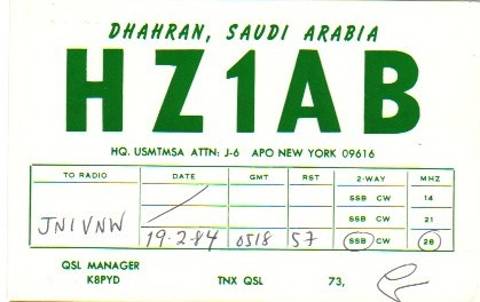 DHAHRAN, SAUDI ARABIA
HZ1AB
HQ. USMTMSA ATTN: J-6 APO NEW YORK 09616
TO RADIO DATE GMT RST 2-WAY MHZ
SSB CW 14
SSB CW 21
JN1VNW 19-2-84 0518 57 SSB CW 28
QSL MANAGER
K8PYD TNX QSL 73,